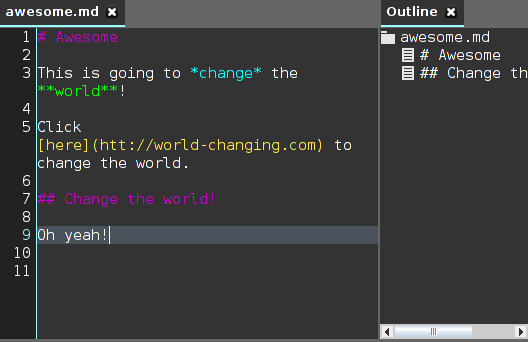 awesome.md
1 # Awesome
2
3 This is going to *change* the
**world**!
4
5 Click
[here](htt://world-changing.com) to
change the world.
6
7 ## Change the world!
8
9 Oh yeah!
10
11
Outline
awesome.md
# Awesome
## Change th